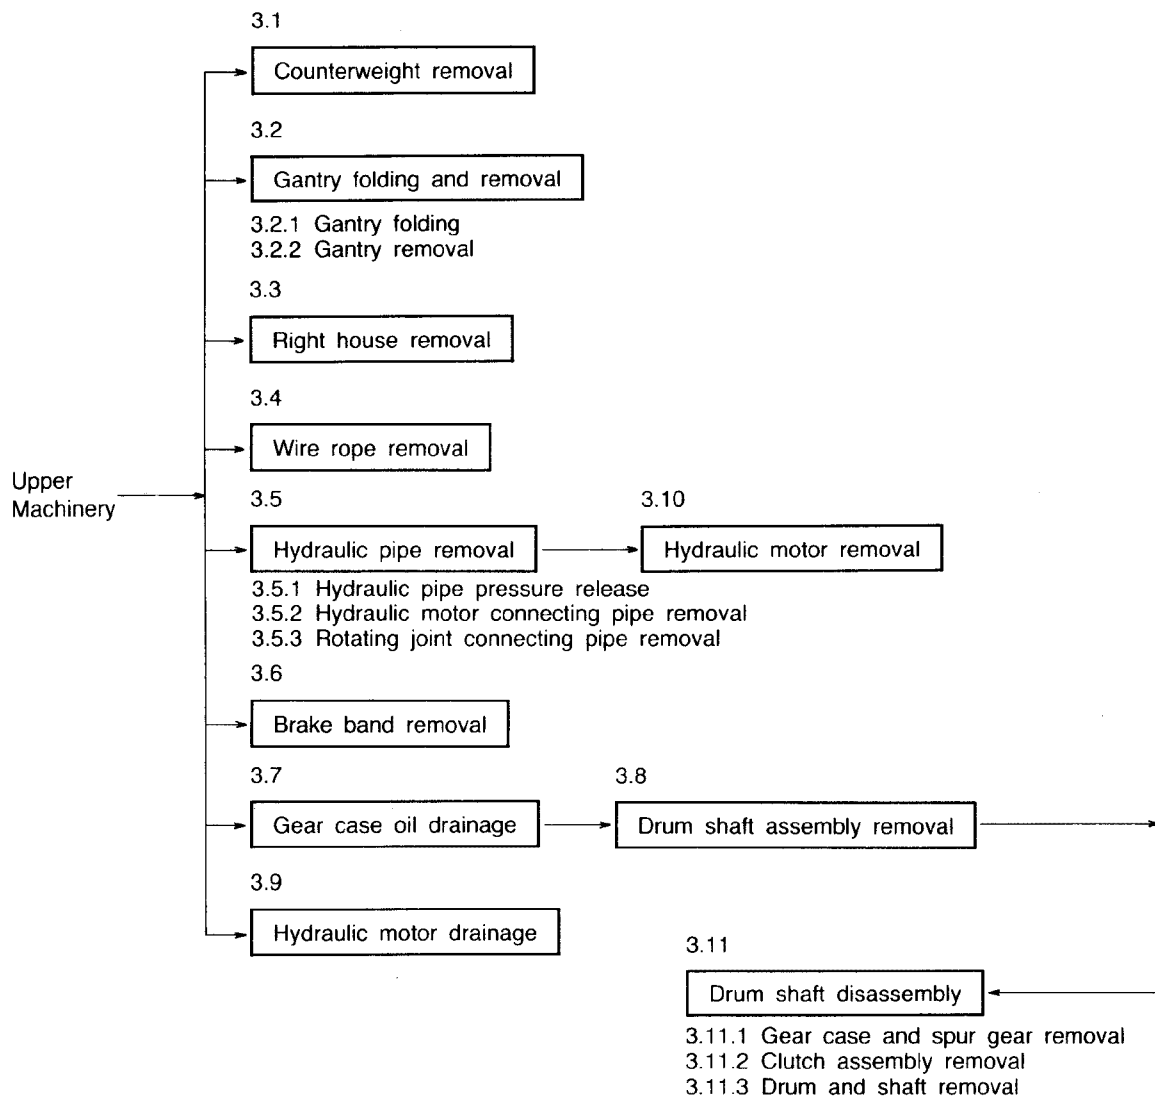 3.1
Counterweight removal
3.2
Gantry folding and removal
3.2.1 Gantry folding
3.2.2 Gantry removal
3.3
Right house removal
3.4
Wire rope removal
Upper
Machinery
3.5
Hydraulic pipe removal
3.10
Hydraulic motor removal
3.5.1 Hydraulic pipe pressure release
3.5.2 Hydraulic motor connecting pipe removal
3.5.3 Rotating joint connecting pipe removal
3.6
Brake band removal
3.7
Gear case oil drainage
3.8
Drum shaft assembly removal
3.9
Hydraulic motor drainage
3.11
Drum shaft disassembly
3.11.1 Gear case and spur gear removal
3.11.2 Clutch assembly removal
3.11.3 Drum and shaft removal